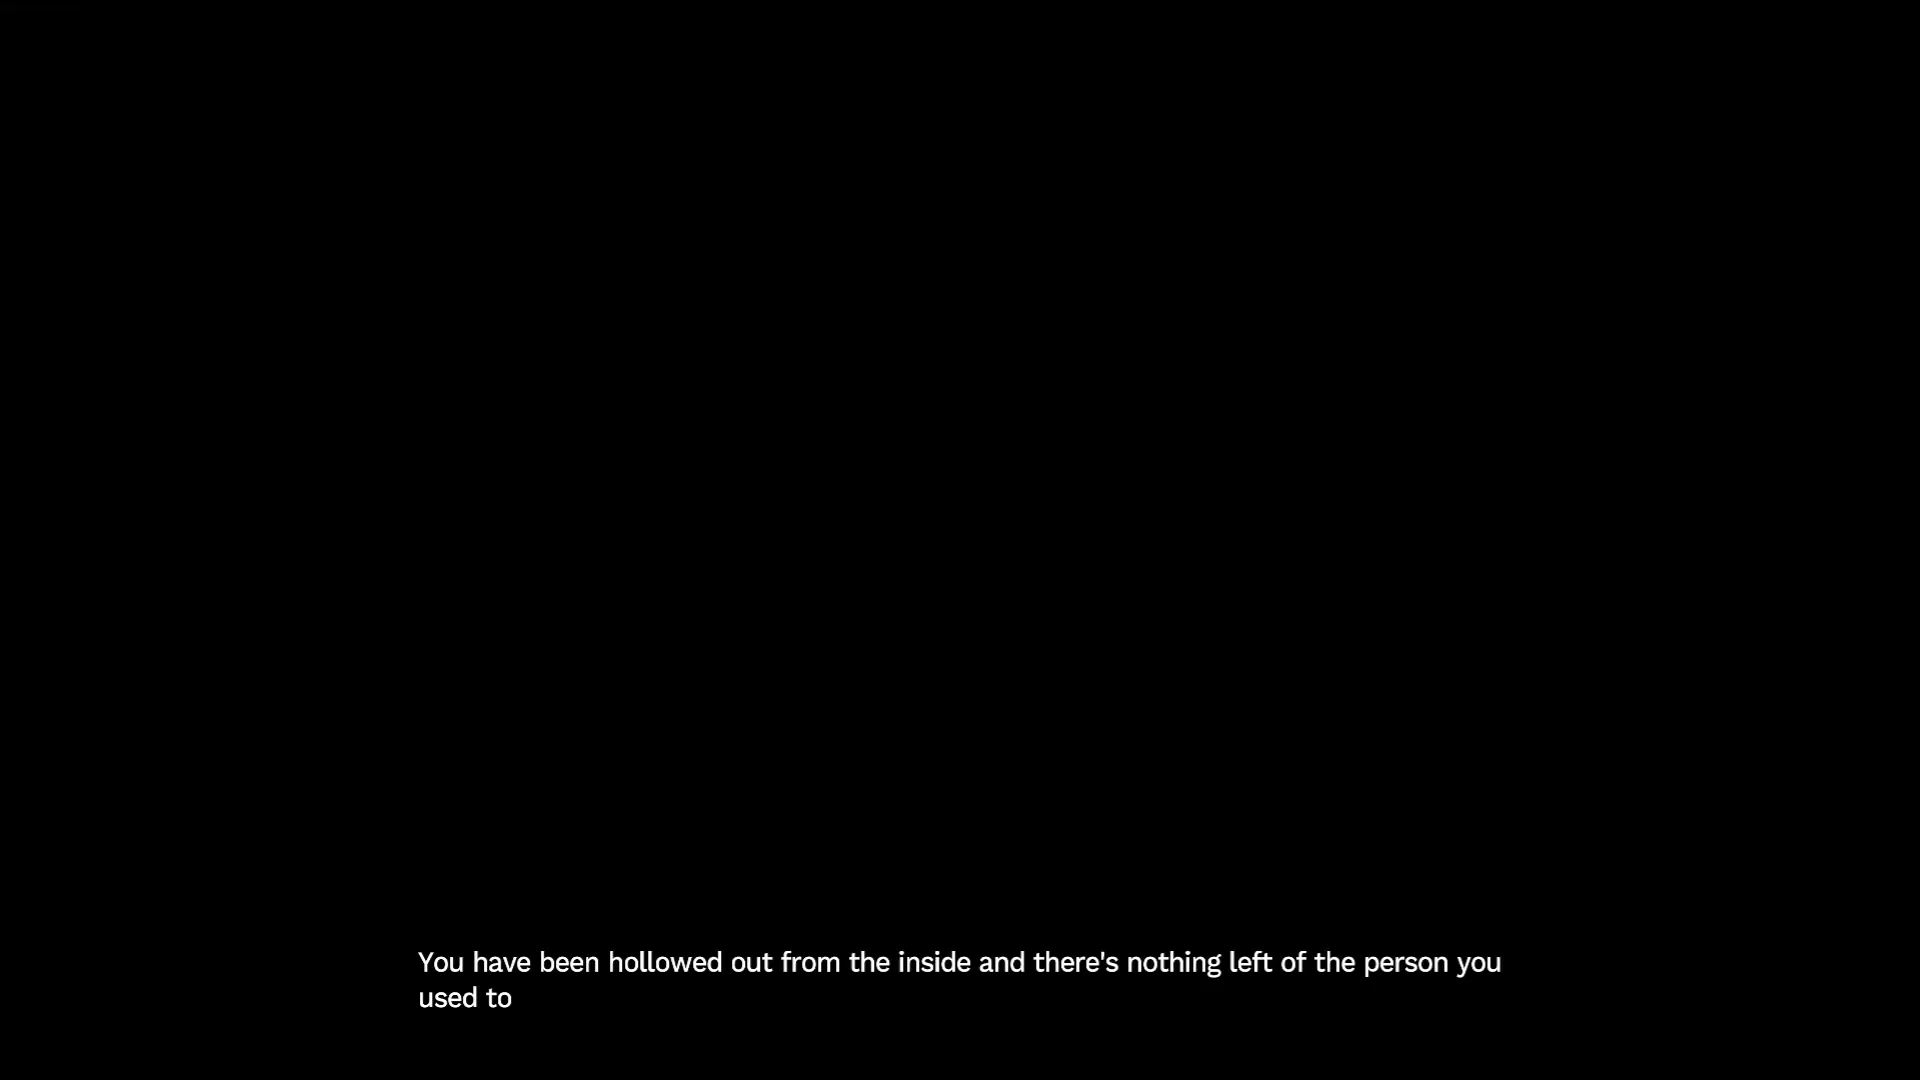 You have been hollowed out from the inside and there's nothing left of the person you
used to